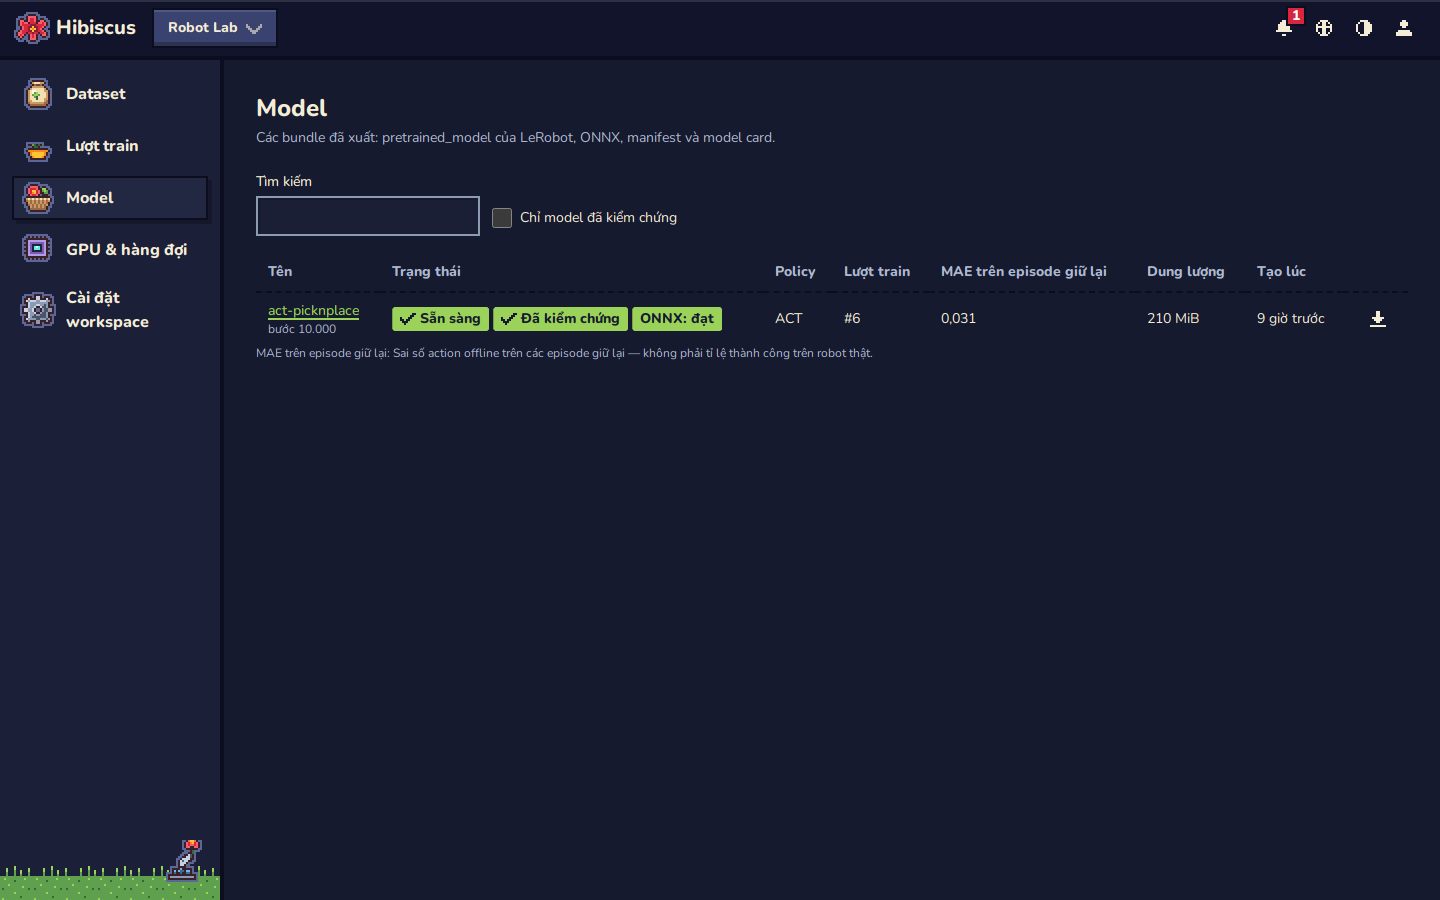 Hibiscus
Robot Lab
1
Dataset
Lượt train
Model
GPU & hàng đợi
Cài đặt
workspace
Model
Các bundle đã xuất: pretrained_model của LeRobot, ONNX, manifest và model card.
Tìm kiếm
Chỉ model đã kiểm chứng
Tên Trạng thái Policy Lượt train MAE trên episode giữ lại Dung lượng Tạo lúc
act-picknplace Sẵn sàng Đã kiểm chứng ONNX: đạt ACT #6 0,031 210 MiB 9 giờ trước
bước 10.000
MAE trên episode giữ lại: Sai số action offline trên các episode giữ lại — không phải tỉ lệ thành công trên robot thật.